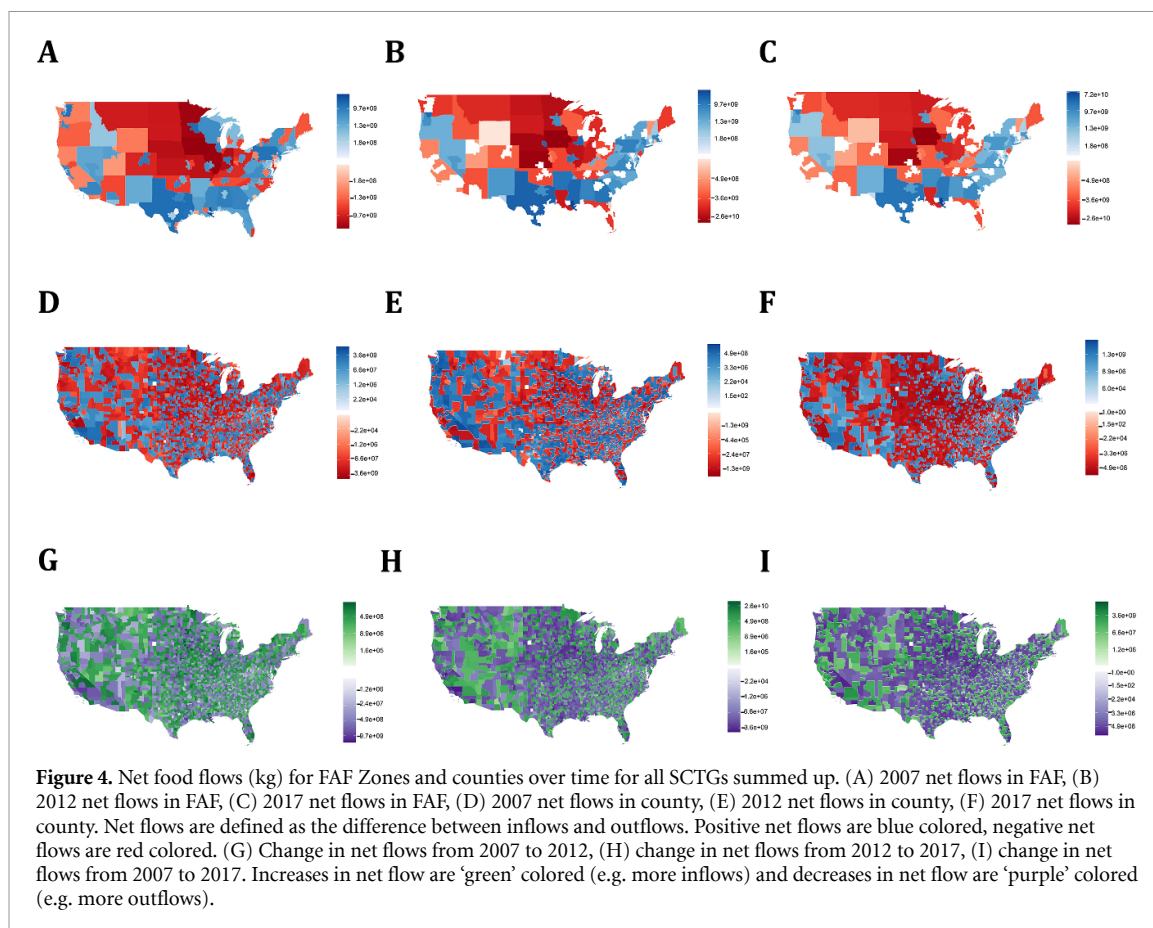 A
B
C
9.7e+09
1.3e+09
1.8e+08
−1.8e+08
−1.3e+09
−9.7e+09
9.7e+09
1.3e+09
1.8e+08
−4.9e+08
−3.6e+09
−2.6e+10
7.2e+10
9.7e+09
1.3e+09
1.8e+08
−4.9e+08
−3.6e+09
−2.6e+10
D
E
F
3.6e+09
6.6e+07
1.2e+06
2.2e+04
−2.2e+04
−1.2e+06
−6.6e+07
−3.6e+09
4.9e+08
3.3e+06
2.2e+04
1.5e+02
−1.3e+09
−4.4e+05
−2.4e+07
−1.3e+09
1.3e+09
8.9e+06
6.0e+04
−1.0e+00
−1.5e+02
−2.2e+04
−3.3e+06
−4.9e+08
G
H
I
4.9e+08
8.9e+06
1.6e+05
−1.2e+06
−2.4e+07
−4.9e+08
−9.7e+09
2.6e+10
4.9e+08
8.9e+06
1.6e+05
−2.2e+04
−1.2e+06
−6.6e+07
−3.6e+09
3.6e+09
6.6e+07
1.2e+06
−1.0e+00
−1.5e+02
−2.2e+04
−3.3e+06
−4.9e+08
Figure 4. Net food flows (kg) for FAF Zones and counties over time for all SCTGs summed up. (A) 2007 net flows in FAF, (B)
2012 net flows in FAF, (C) 2017 net flows in FAF, (D) 2007 net flows in county, (E) 2012 net flows in county, (F) 2017 net flows in
county. Net flows are defined as the difference between inflows and outflows. Positive net flows are blue colored, negative net
flows are red colored. (G) Change in net flows from 2007 to 2012, (H) change in net flows from 2012 to 2017, (I) change in net
flows from 2007 to 2017. Increases in net flow are ‘green’ colored (e.g. more inflows) and decreases in net flow are ‘purple’ colored
(e.g. more outflows).